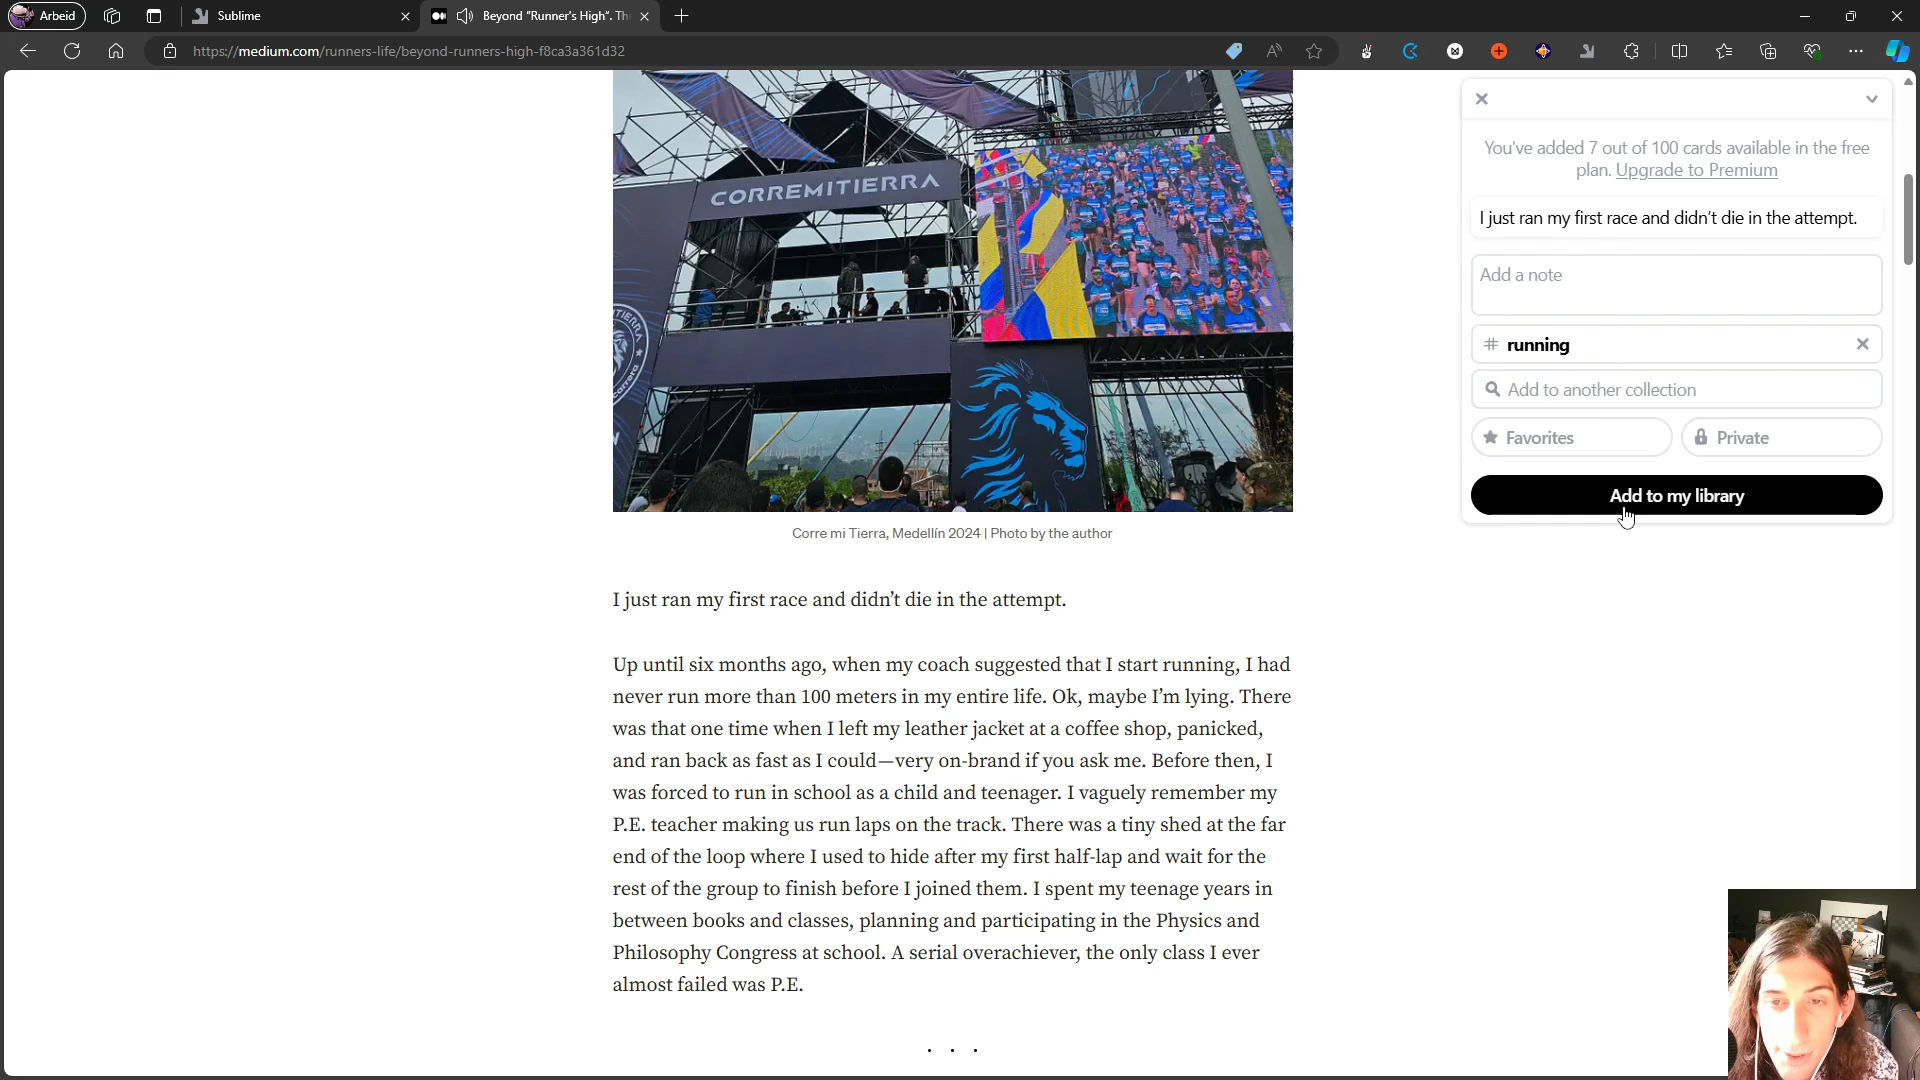 Arbeid
Sublime
Beyond "Runner's High". Th
https://medium.com/runners-life/beyond-runners-high-f8ca3a361d32
You've added 7 out of 100 cards available in the free
plan. Upgrade to Premium
I just ran my first race and didn't die in the attempt.
Add a note
# running
Add to another collection
Favorites
Private
Add to my library
CORREMITIERRA
Corre mi Tierra, Medellín 2024 | Photo by the author
I just ran my first race and didn't die in the attempt.
Up until six months ago, when my coach suggested that I start running, I had
never run more than 100 meters in my entire life. Ok, maybe I'm lying. There
was that one time when I left my leather jacket at a coffee shop, panicked,
and ran back as fast as I could—very on-brand if you ask me. Before then, I
was forced to run in school as a child and teenager. I vaguely remember my
P.E. teacher making us run laps on the track. There was a tiny shed at the far
end of the loop where I used to hide after my first half-lap and wait for the
rest of the group to finish before I joined them. I spent my teenage years in
between books and classes, planning and participating in the Physics and
Philosophy Congress at school. A serial overachiever, the only class I ever
almost failed was P.E.
. . .